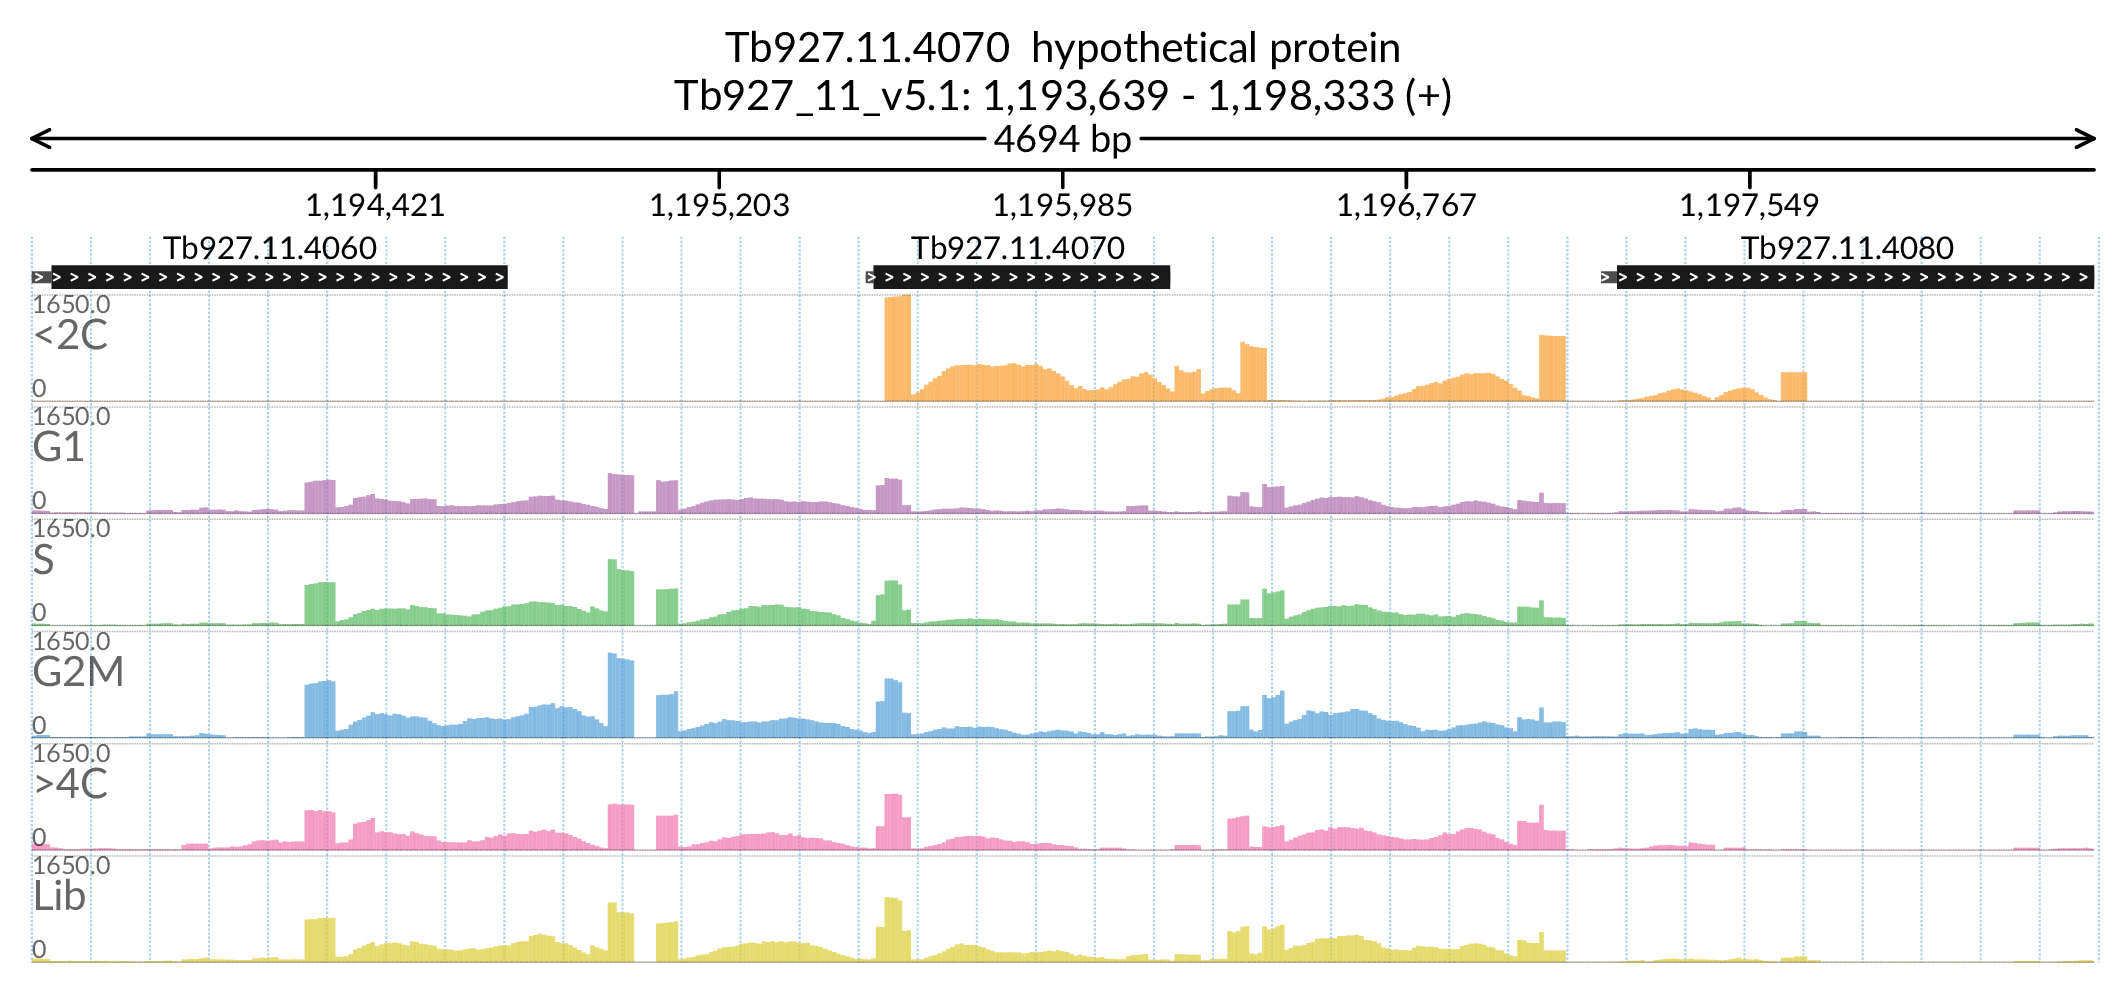 Tb927.11.4070  hypothetical protein
Tb927_11_v5.1: 1,193,639 - 1,198,333 (+)
4694 bp
1,194,421 1,195,203 1,195,985 1,196,767 1,197,549
Tb927.11.4060 Tb927.11.4070 Tb927.11.4080
1650.0
<2C
0
1650.0
G1
0
1650.0
S
0
1650.0
G2M
0
1650.0
>4C
0
1650.0
Lib
0